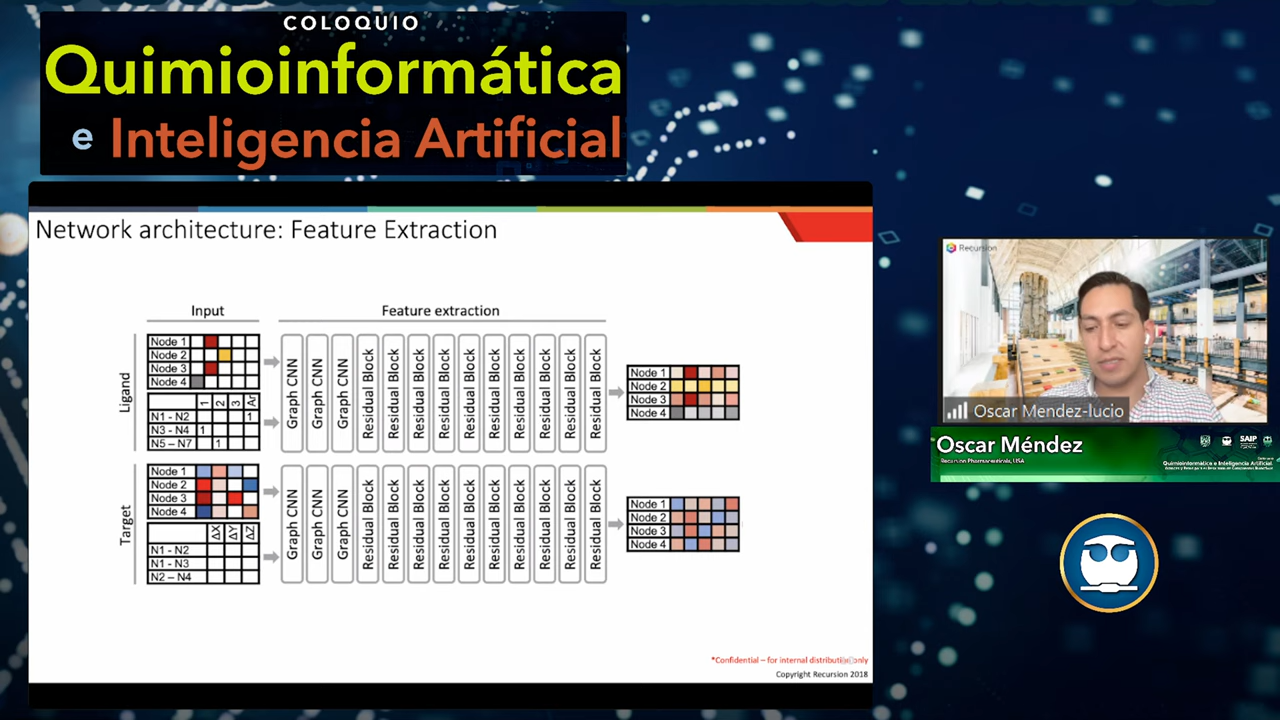 COLOQUIO
Quimioinformática
e Inteligencia Artificial
Network architecture: Feature Extraction
Input
Feature extraction
Ligand
Node 1
Node 2
Node 3
Node 4
1 2 3 Ar
N1 - N2 1
N3 - N4 1
N5 – N7 1
Graph CNN
Graph CNN
Graph CNN
Residual Block
Residual Block
Residual Block
Residual Block
Residual Block
Residual Block
Residual Block
Residual Block
Residual Block
Residual Block
Node 1
Node 2
Node 3
Node 4
Target
Node 1
Node 2
Node 3
Node 4
ΔX ΔY ΔZ
N1 - N2
N1 - N3
N2 – N4
Graph CNN
Graph CNN
Graph CNN
Residual Block
Residual Block
Residual Block
Residual Block
Residual Block
Residual Block
Residual Block
Residual Block
Residual Block
Residual Block
Node 1
Node 2
Node 3
Node 4
*Confidential – for internal distribution only
Copyright Recursion 2018
Recursion
Oscar Mendez-lucio
Oscar Méndez
Recursion Pharmaceuticals, USA
SAIP
Quimioinformática e Inteligencia Artificial